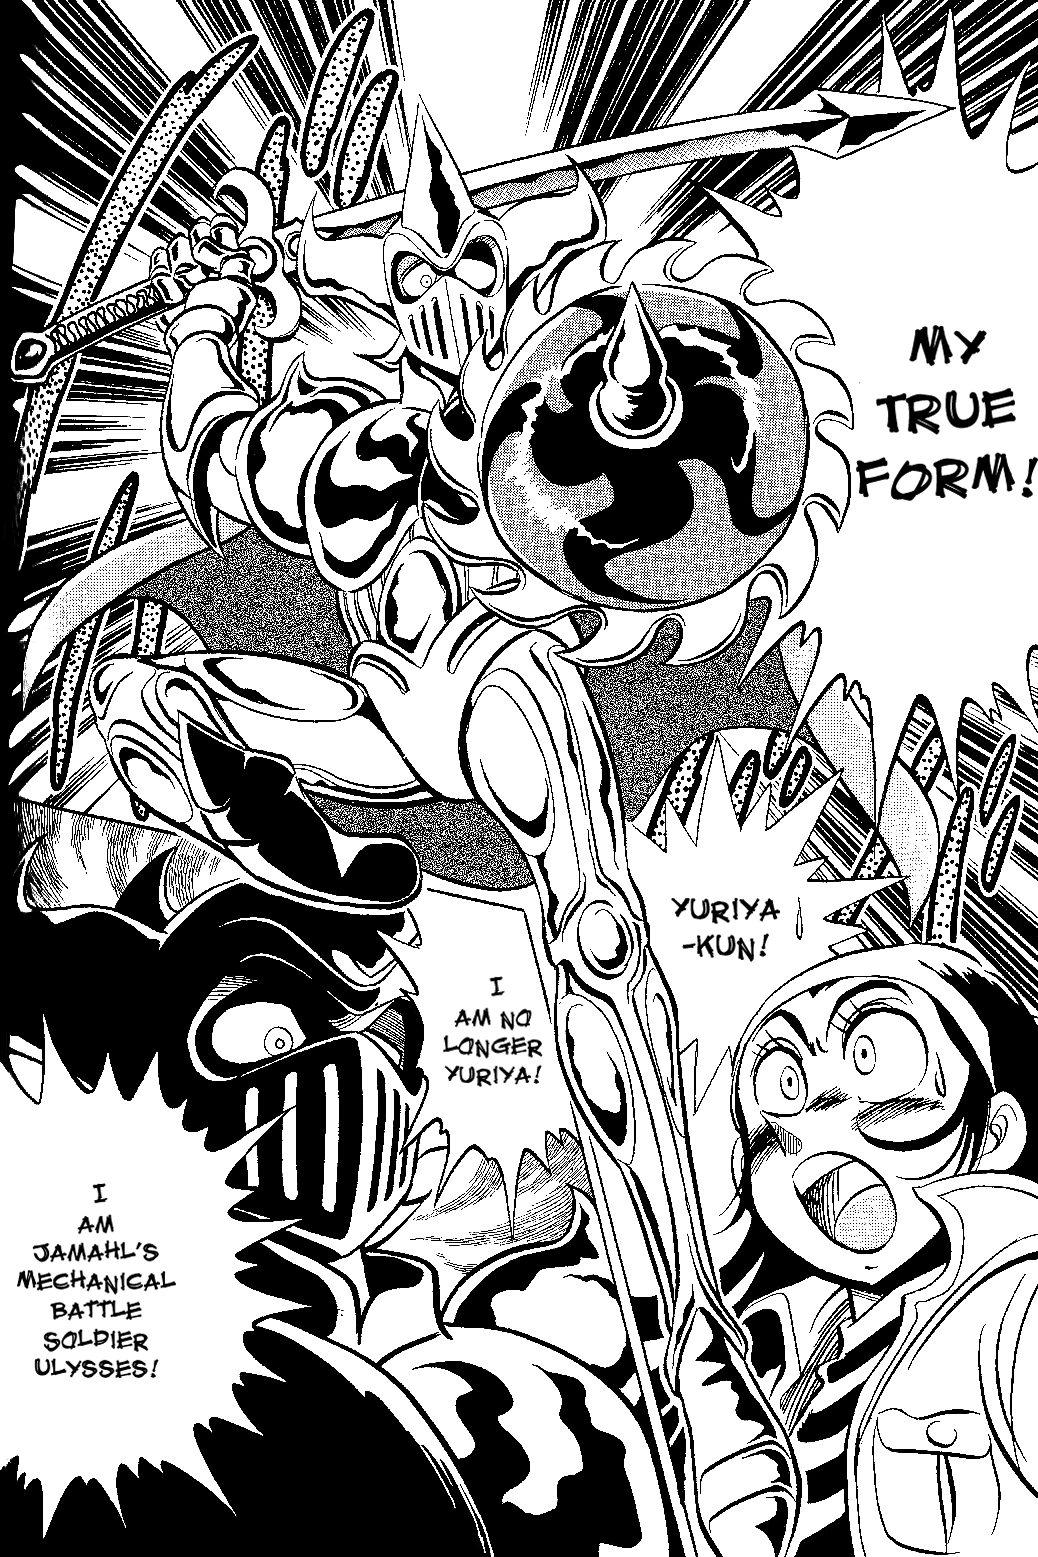 MY
TRUE
FORM!
YURIYA
-KUN!
I
AM NO
LONGER
YURIYA!
I
AM
JAMAHL'S
MECHANICAL
BATTLE
SOLDIER
ULYSSES!